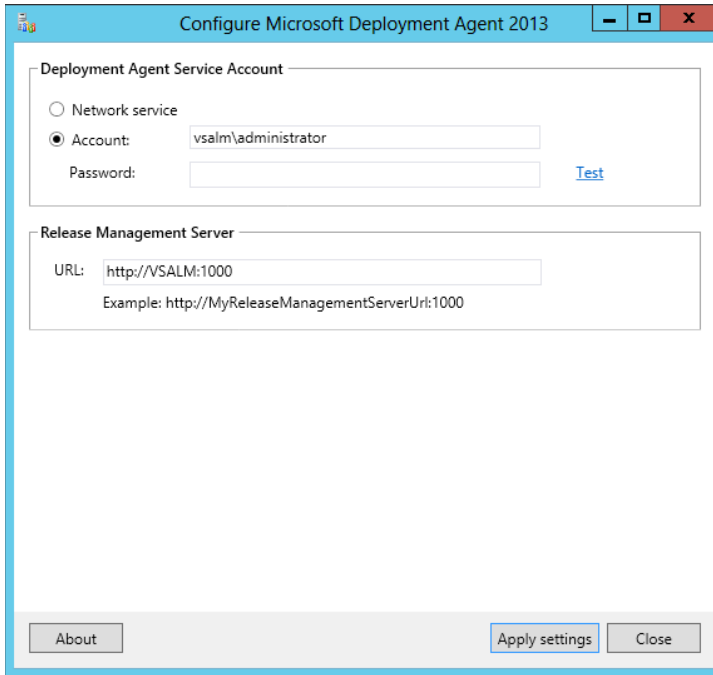 Configure Microsoft Deployment Agent 2013
Deployment Agent Service Account
Network service
Account: vsalm\administrator
Password: Test
Release Management Server
URL: http://VSALM:1000
Example: http://MyReleaseManagementServerUrl:1000
About Apply settings Close